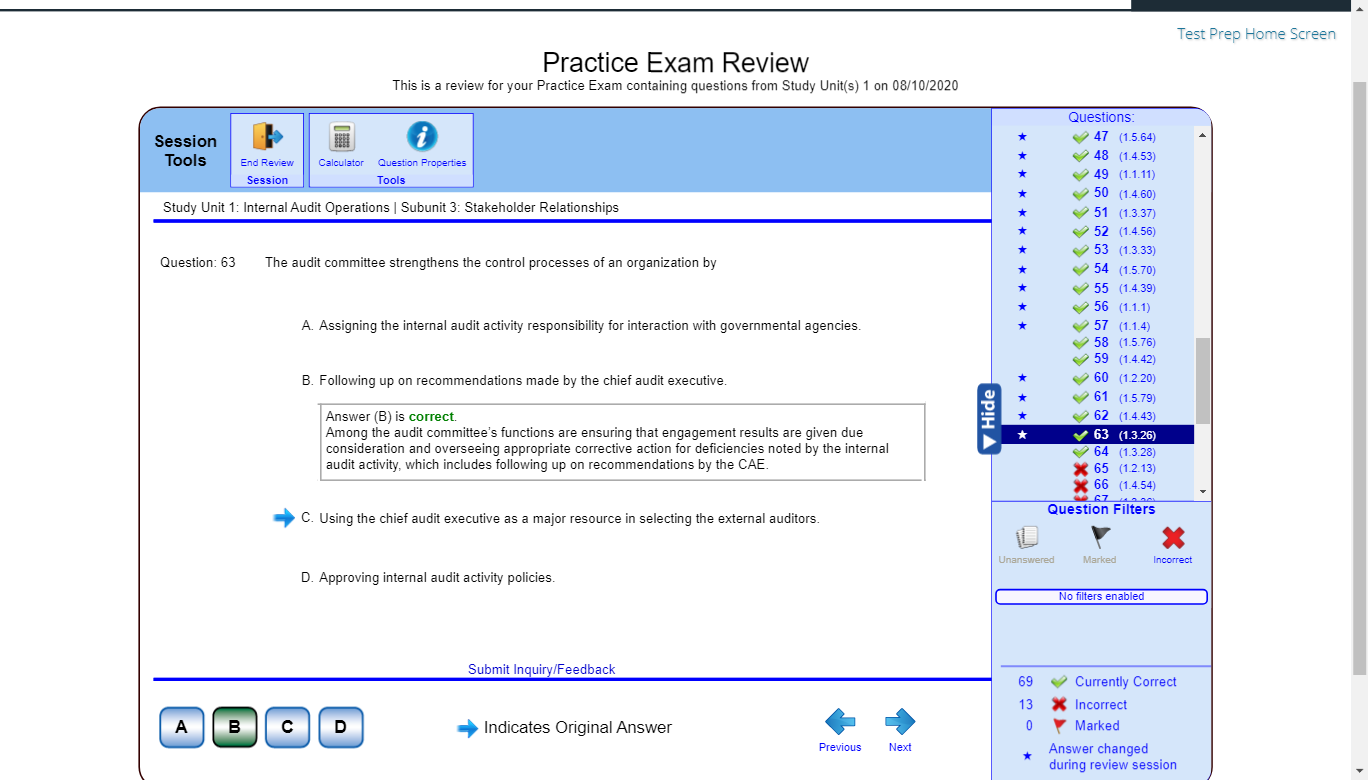 Test Prep Home Screen
Practice Exam Review
This is a review for your Practice Exam containing questions from Study Unit(s) 1 on 08/10/2020
Session Tools
End Review
Session
Calculator
Question Properties
Tools
Study Unit 1: Internal Audit Operations | Subunit 3: Stakeholder Relationships
Question: 63 The audit committee strengthens the control processes of an organization by
A. Assigning the internal audit activity responsibility for interaction with governmental agencies.
B. Following up on recommendations made by the chief audit executive.
Answer (B) is correct.
Among the audit committee's functions are ensuring that engagement results are given due
consideration and overseeing appropriate corrective action for deficiencies noted by the internal
audit activity, which includes following up on recommendations by the CAE.
C. Using the chief audit executive as a major resource in selecting the external auditors.
D. Approving internal audit activity policies.
Submit Inquiry/Feedback
A B C D
Indicates Original Answer
Previous
Next
Hide
Questions:
47 (1.5.64)
48 (1.4.53)
49 (1.1.11)
50 (1.4.60)
51 (1.3.37)
52 (1.4.56)
53 (1.3.33)
54 (1.5.70)
55 (1.4.39)
56 (1.1.1)
57 (1.1.4)
58 (1.5.76)
59 (1.4.42)
60 (1.2.20)
61 (1.5.79)
62 (1.4.43)
63 (1.3.26)
64 (1.3.28)
65 (1.2.13)
66 (1.4.54)
67
Question Filters
Unanswered
Marked
Incorrect
No filters enabled
69 Currently Correct
13 Incorrect
0 Marked
Answer changed
during review session